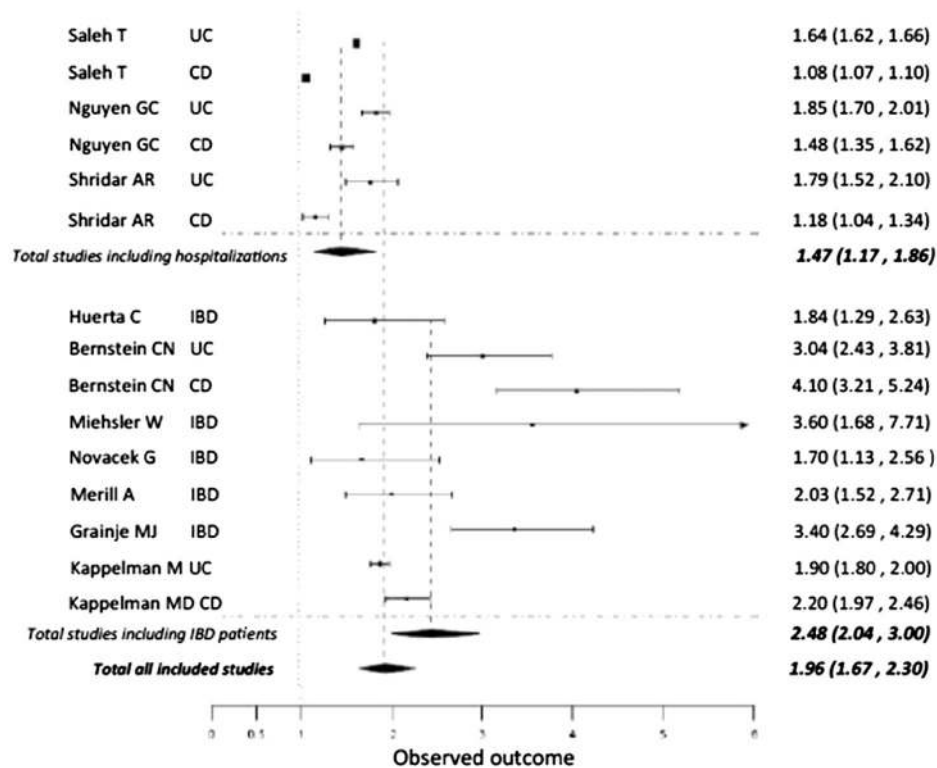 Saleh T UC 1.64 (1.62 , 1.66)
Saleh T CD 1.08 (1.07 , 1.10)
Nguyen GC UC 1.85 (1.70 , 2.01)
Nguyen GC CD 1.48 (1.35 , 1.62)
Shridar AR UC 1.79 (1.52 , 2.10)
Shridar AR CD 1.18 (1.04 , 1.34)
Total studies including hospitalizations 1.47 (1.17 , 1.86)
Huerta C IBD 1.84 (1.29 , 2.63)
Bernstein CN UC 3.04 (2.43 , 3.81)
Bernstein CN CD 4.10 (3.21 , 5.24)
Miehsler W IBD 3.60 (1.68 , 7.71)
Novacek G IBD 1.70 (1.13 , 2.56 )
Merill A IBD 2.03 (1.52 , 2.71)
Grainje MJ IBD 3.40 (2.69 , 4.29)
Kappelman M UC 1.90 (1.80 , 2.00)
Kappelman MD CD 2.20 (1.97 , 2.46)
Total studies including IBD patients 2.48 (2.04 , 3.00)
Total all included studies 1.96 (1.67 , 2.30)
0 0.5 1 2 3 4 5 6
Observed outcome